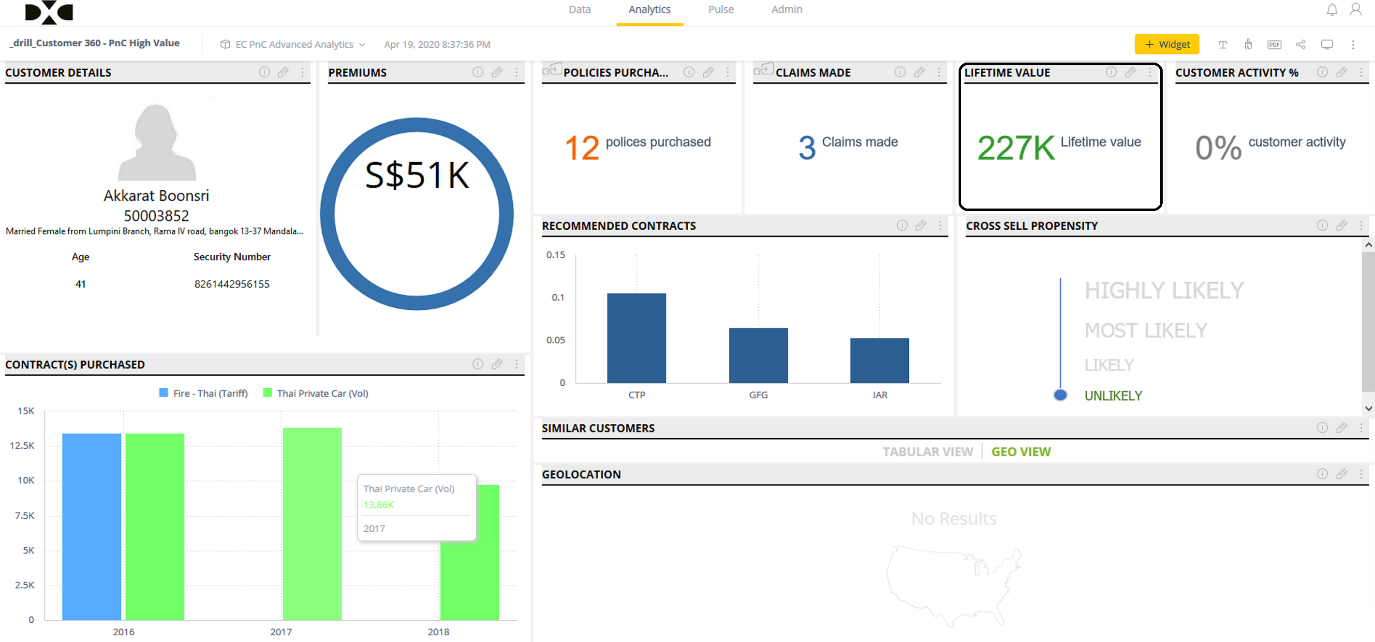 DXC
Data Analytics Pulse Admin
_drill_Customer 360 - PnC High Value
EC PnC Advanced Analytics
Apr 19, 2020 8:37:36 PM
+ Widget
PDF
CUSTOMER DETAILS
Akkarat Boonsri
50003852
Married Female from Lumpini Branch, Rama IV road, bangok 13-37 Mandala...
Age Security Number
41 8261442956155
PREMIUMS
S$51K
POLICIES PURCHA...
12 polices purchased
CLAIMS MADE
3 Claims made
LIFETIME VALUE
227K Lifetime value
CUSTOMER ACTIVITY %
0% customer activity
RECOMMENDED CONTRACTS
0.15
0.1
0.05
0
CTP GFG IAR
CROSS SELL PROPENSITY
HIGHLY LIKELY
MOST LIKELY
LIKELY
UNLIKELY
CONTRACT(S) PURCHASED
Fire - Thai (Tariff) Thai Private Car (Vol)
15K
12.5K
10K
7.5K
5K
2.5K
0
Thai Private Car (Vol)
13.86K
2017
2016 2017 2018
SIMILAR CUSTOMERS
TABULAR VIEW GEO VIEW
GEOLOCATION
No Results